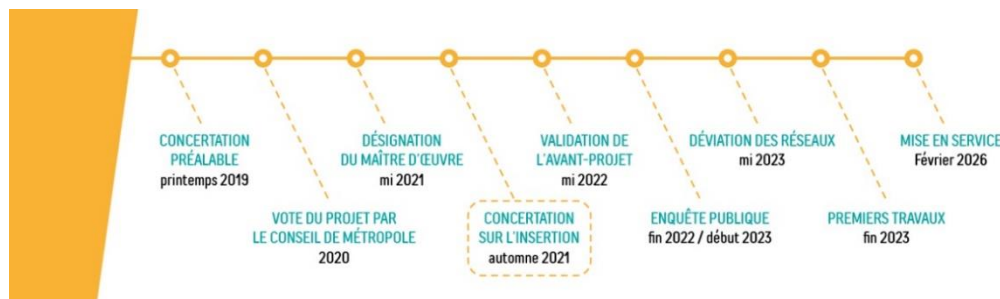 CONCERTATION
PRÉALABLE
printemps 2019
VOTE DU PROJET PAR
LE CONSEIL DE MÉTROPOLE
2020
DÉSIGNATION
DU MAÎTRE D'ŒUVRE
mi 2021
CONCERTATION
SUR L'INSERTION
automne 2021
VALIDATION DE
L'AVANT-PROJET
mi 2022
ENQUÊTE PUBLIQUE
fin 2022 / début 2023
DÉVIATION DES RÉSEAUX
mi 2023
PREMIERS TRAVAUX
fin 2023
MISE EN SERVICE
Février 2026